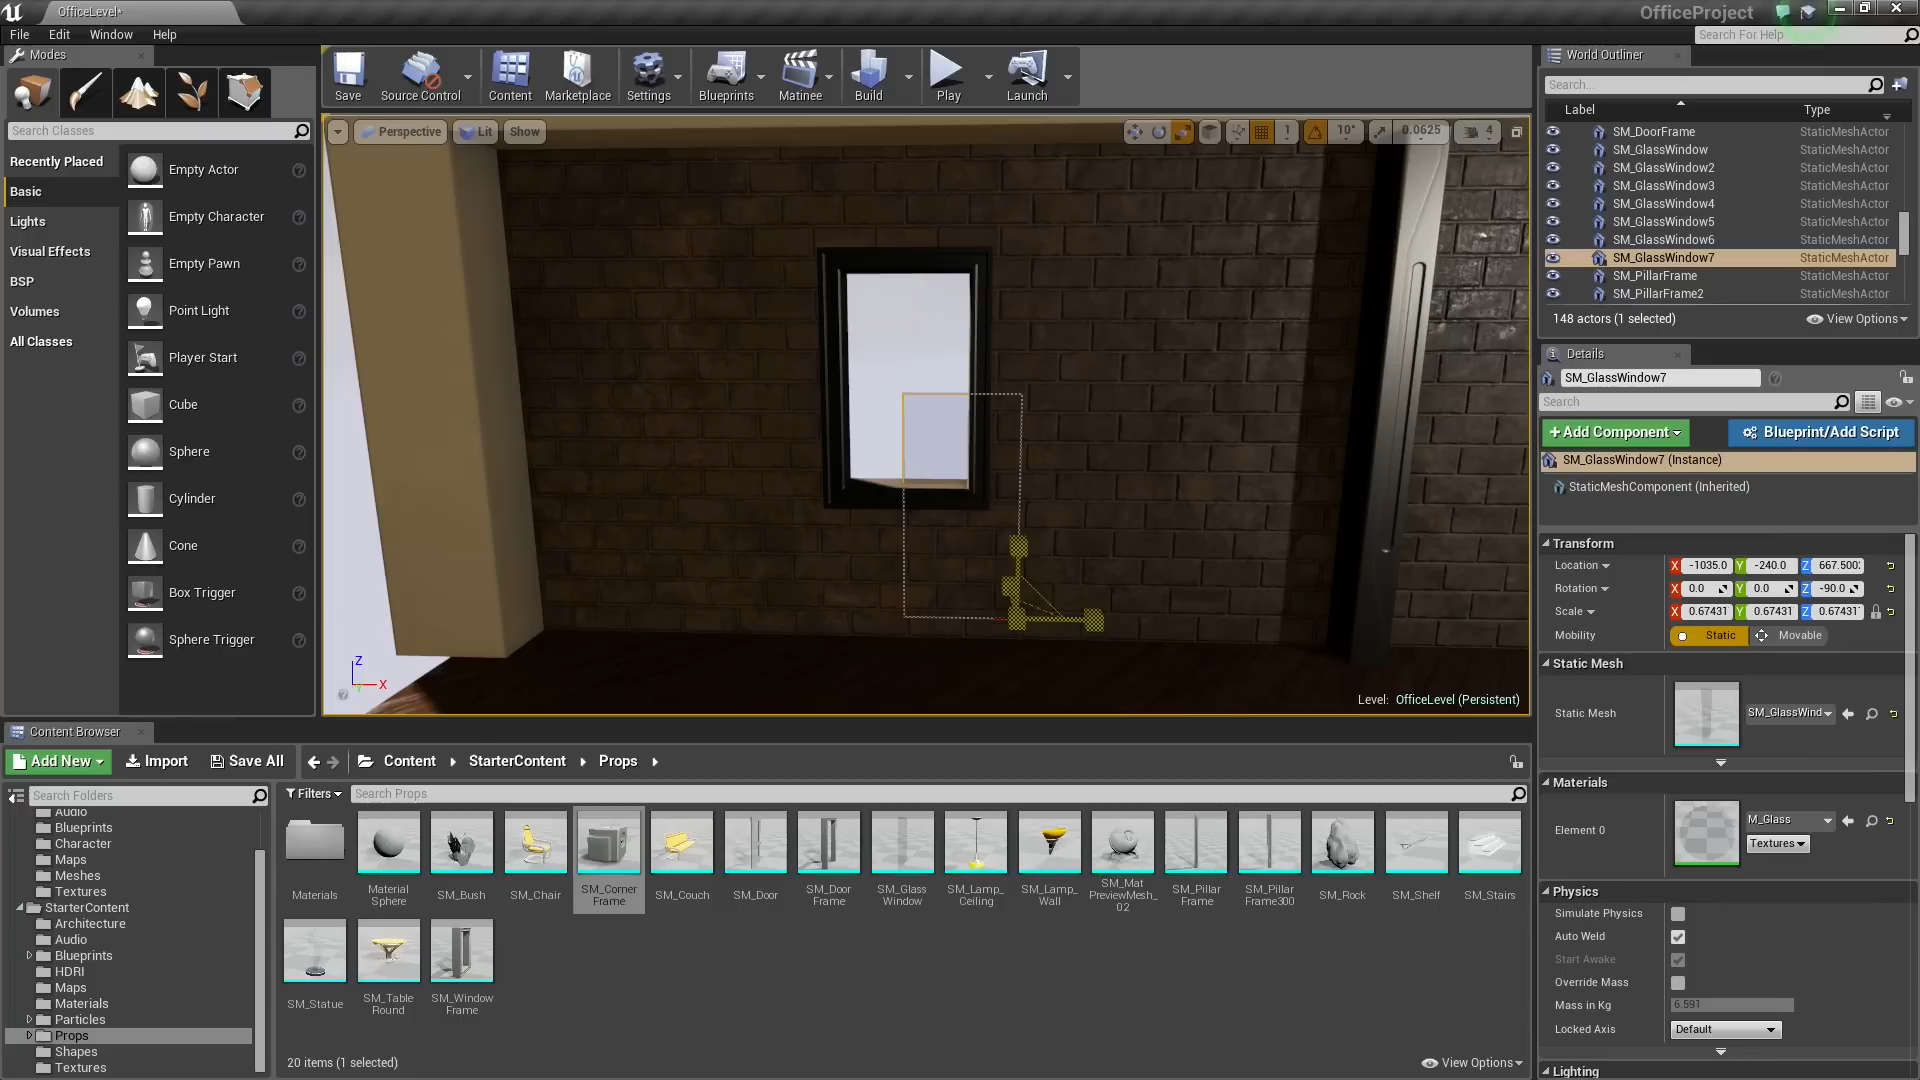 OfficeLevel*
OfficeProject
File Edit Window Help
Search For Help
Modes
Save
Source Control
Content
Marketplace
Settings
Blueprints
Matinee
Build
Play
Launch
Search Classes
Recently Placed
Basic
Lights
Visual Effects
BSP
Volumes
All Classes
Empty Actor
Empty Character
Empty Pawn
Point Light
Player Start
Cube
Sphere
Cylinder
Cone
Box Trigger
Sphere Trigger
Perspective
Lit
Show
1
10°
0.0625
4
Z
X
Y
Level: OfficeLevel (Persistent)
World Outliner
Search...
Label Type
SM_DoorFrame StaticMeshActor
SM_GlassWindow StaticMeshActor
SM_GlassWindow2 StaticMeshActor
SM_GlassWindow3 StaticMeshActor
SM_GlassWindow4 StaticMeshActor
SM_GlassWindow5 StaticMeshActor
SM_GlassWindow6 StaticMeshActor
SM_GlassWindow7 StaticMeshActor
SM_PillarFrame StaticMeshActor
SM_PillarFrame2 StaticMeshActor
148 actors (1 selected)
View Options
Details
SM_GlassWindow7
Search
+Add Component
Blueprint/Add Script
SM_GlassWindow7 (Instance)
StaticMeshComponent (Inherited)
Transform
Location X -1035.0 Y -240.0 Z 667.500
Rotation X 0.0 Y 0.0 Z -90.0
Scale X 0.67431 Y 0.67431 Z 0.67431
Mobility Static Movable
Static Mesh
Static Mesh SM_GlassWind
Materials
Element 0 M_Glass
Textures
Physics
Simulate Physics
Auto Weld
Start Awake
Override Mass
Mass in Kg 6.591
Locked Axis Default
Lighting
Content Browser
Add New Import Save All
Content StarterContent Props
Search Folders
Audio
Blueprints
Character
Maps
Meshes
Textures
StarterContent
Architecture
Audio
Blueprints
HDRI
Maps
Materials
Particles
Props
Shapes
Textures
Filters
Search Props
Materials
Material
Sphere
SM_Bush
SM_Chair
SM_Corner
Frame
SM_Couch
SM_Door
SM_Door
Frame
SM_Glass
Window
SM_Lamp_
Ceiling
SM_Lamp_
Wall
SM_Mat
PreviewMesh_
02
SM_Pillar
Frame
SM_Pillar
Frame300
SM_Rock
SM_Shelf
SM_Stairs
SM_Statue
SM_Table
Round
SM_Window
Frame
20 items (1 selected)
View Options